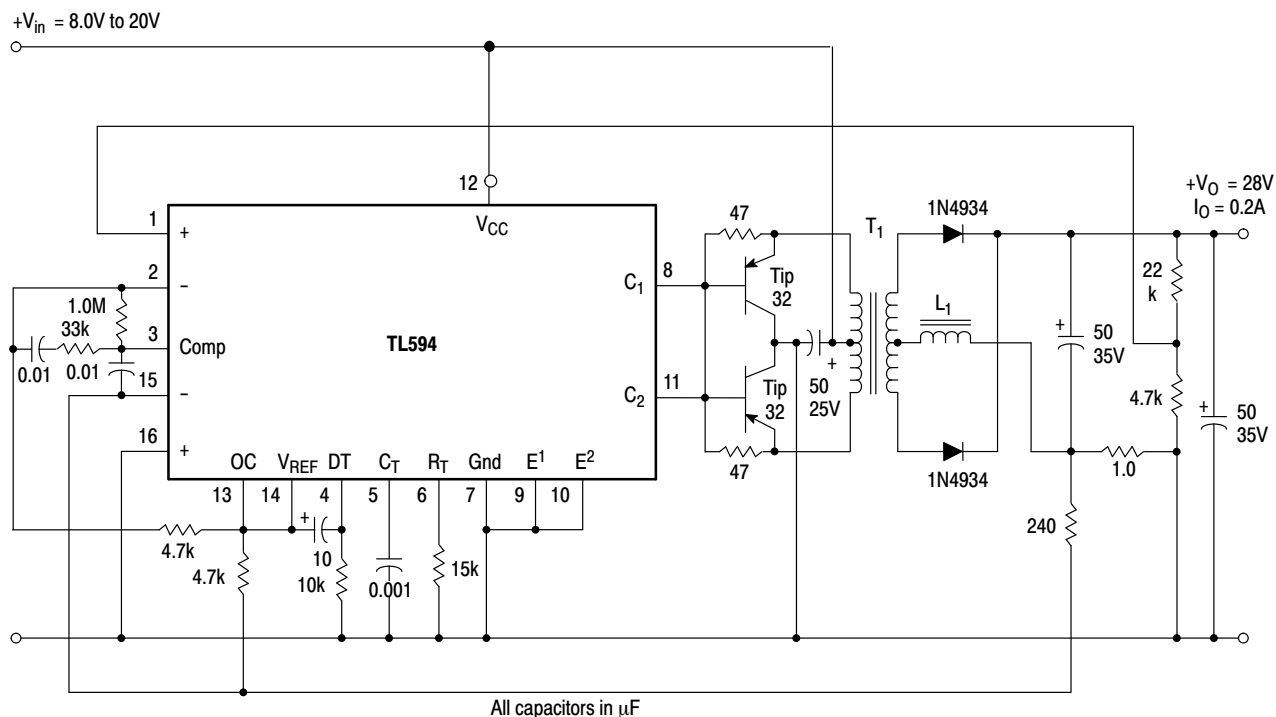 +Vin = 8.0V to 20V
12
VCC
+VO = 28V
IO = 0.2A
1N4934
47
T1
1
+
2
−
1.0M
33k
3
Comp
0.01
0.01
15
−
16
+
TL594
C1
8
C2
11
Tip
32
Tip
32
47
+
50
25V
L1
1N4934
+
50
35V
22
k
4.7k
+
50
35V
1.0
240
OC
VREF
DT
CT
RT
Gnd
E1
E2
13
14
4
5
6
7
9
10
4.7k
4.7k
+
10
10k
0.001
15k
All capacitors in μF